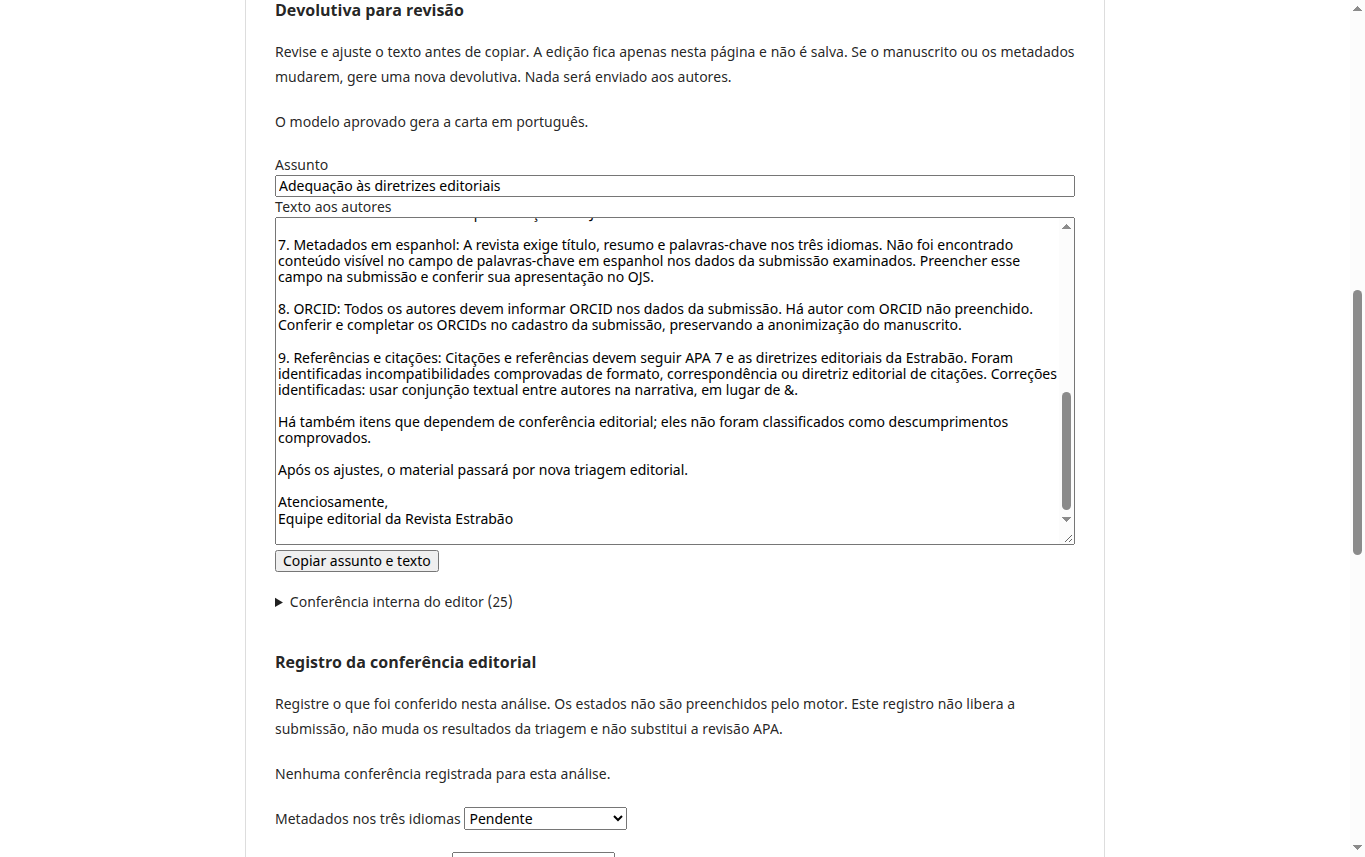 Devolutiva para revisão
Revise e ajuste o texto antes de copiar. A edição fica apenas nesta página e não é salva. Se o manuscrito ou os metadados
mudarem, gere uma nova devolutiva. Nada será enviado aos autores.
O modelo aprovado gera a carta em português.
Assunto
Adequação às diretrizes editoriais
Texto aos autores
7. Metadados em espanhol: A revista exige título, resumo e palavras-chave nos três idiomas. Não foi encontrado
conteúdo visível no campo de palavras-chave em espanhol nos dados da submissão examinados. Preencher esse
campo na submissão e conferir sua apresentação no OJS.
8. ORCID: Todos os autores devem informar ORCID nos dados da submissão. Há autor com ORCID não preenchido.
Conferir e completar os ORCIDs no cadastro da submissão, preservando a anonimização do manuscrito.
9. Referências e citações: Citações e referências devem seguir APA 7 e as diretrizes editoriais da Estrabão. Foram
identificadas incompatibilidades comprovadas de formato, correspondência ou diretriz editorial de citações. Correções
identificadas: usar conjunção textual entre autores na narrativa, em lugar de &.
Há também itens que dependem de conferência editorial; eles não foram classificados como descumprimentos
comprovados.
Após os ajustes, o material passará por nova triagem editorial.
Atenciosamente,
Equipe editorial da Revista Estrabão
Copiar assunto e texto
Conferência interna do editor (25)
Registro da conferência editorial
Registre o que foi conferido nesta análise. Os estados não são preenchidos pelo motor. Este registro não libera a
submissão, não muda os resultados da triagem e não substitui a revisão APA.
Nenhuma conferência registrada para esta análise.
Metadados nos três idiomas Pendente